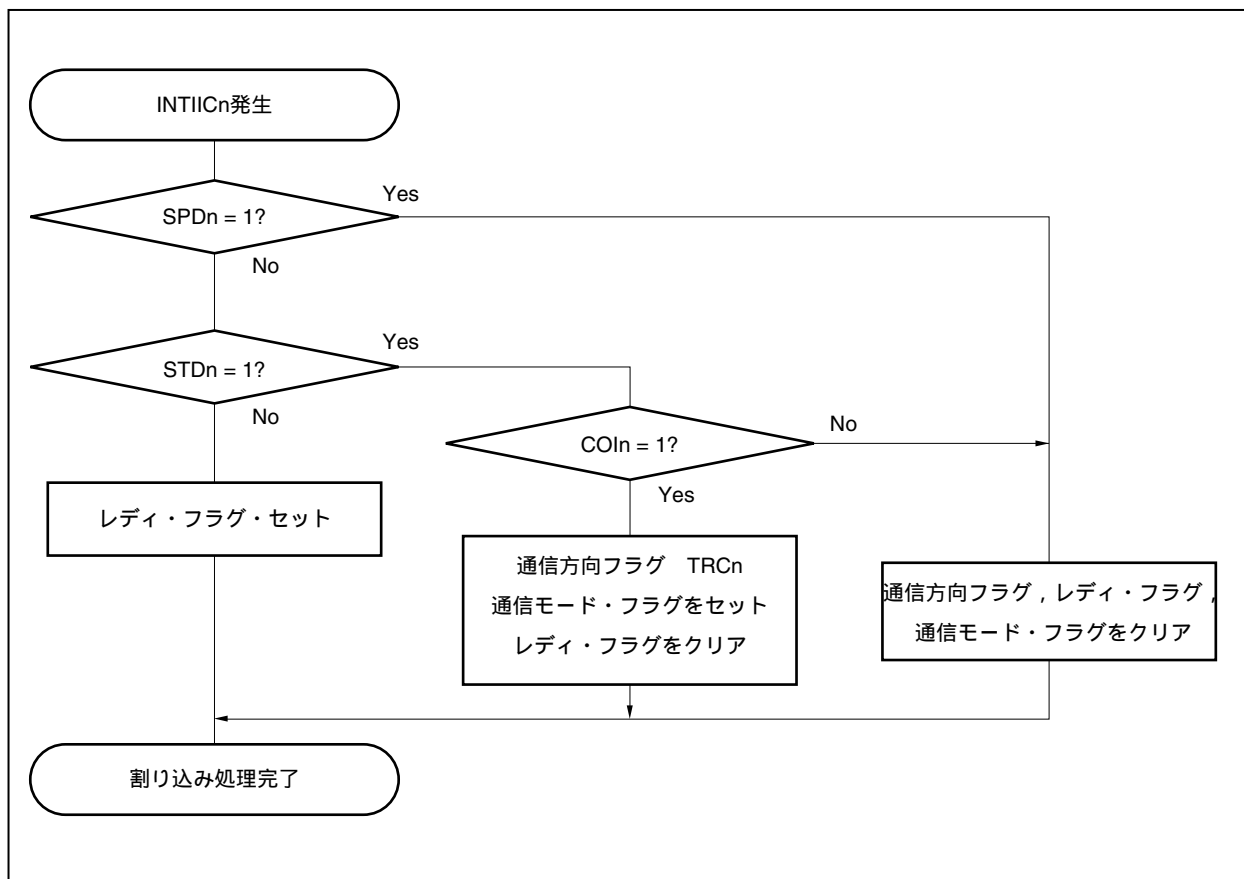 INTIICn発生
SPDn = 1?
Yes
No
STDn = 1?
Yes
No
COIn = 1?
No
Yes
レディ・フラグ・セット
通信方向フラグ　TRCn
通信モード・フラグをセット
レディ・フラグをクリア
通信方向フラグ，レディ・フラグ，
通信モード・フラグをクリア
割り込み処理完了